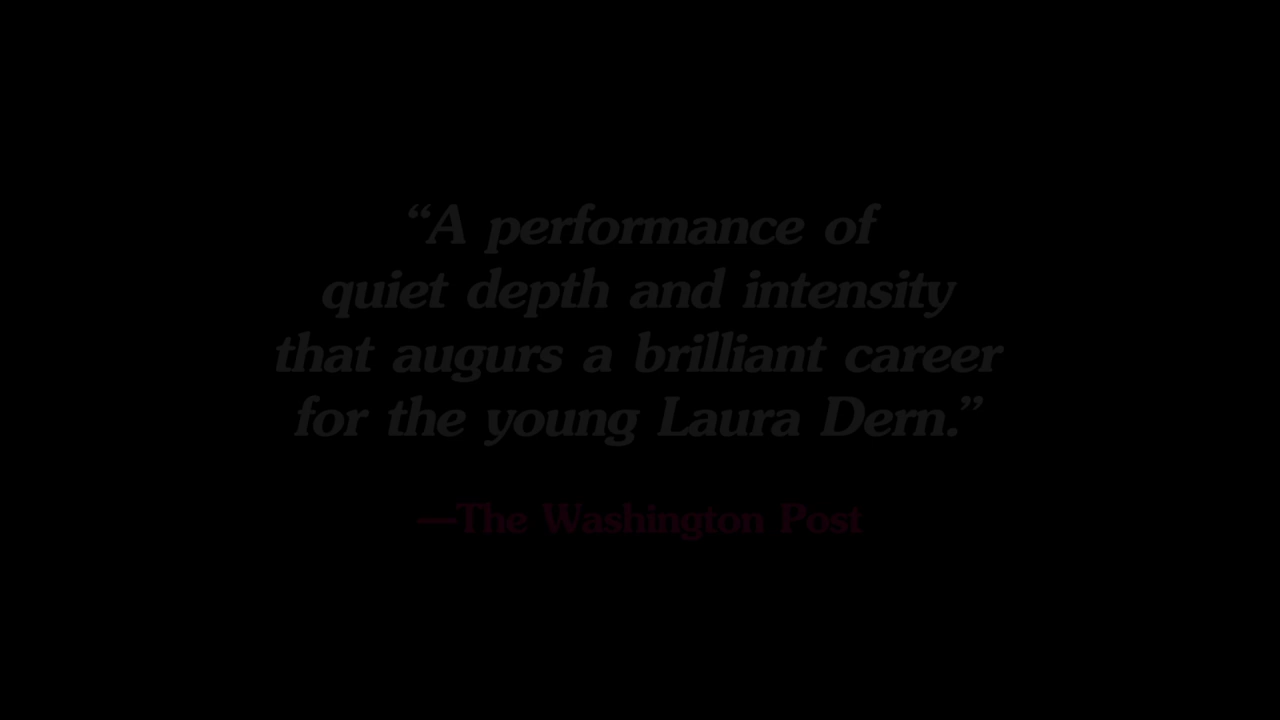 “A performance of
quiet depth and intensity
that augurs a brilliant career
for the young Laura Dern.”
—The Washington Post